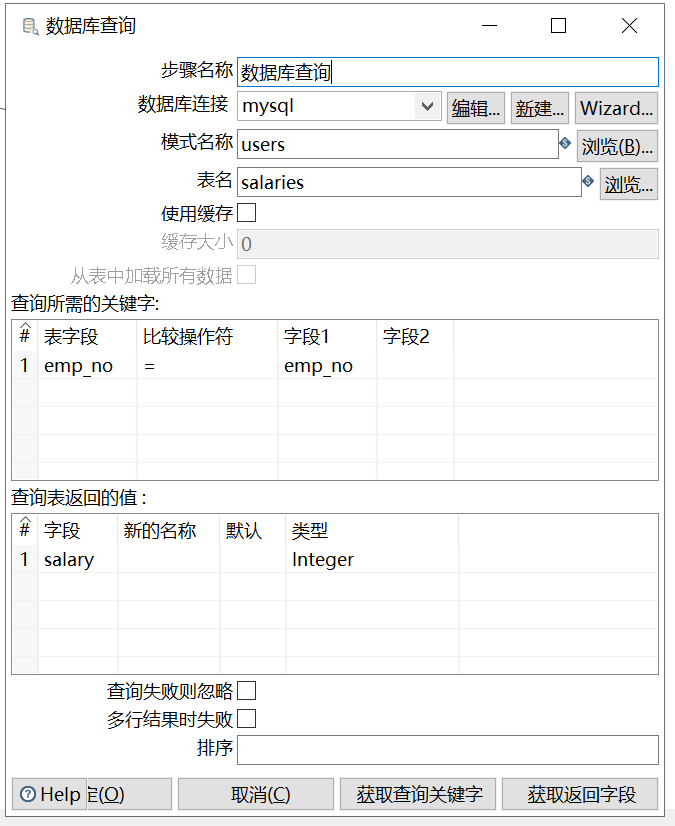 数据库查询
步骤名称 数据库查询
数据库连接 mysql 编辑... 新建... Wizard...
模式名称 users 浏览(B)...
表名 salaries 浏览...
使用缓存
缓存大小 0
从表中加载所有数据
查询所需的关键字:
# 表字段 比较操作符 字段1 字段2
1 emp_no = emp_no
查询表返回的值 :
# 字段 新的名称 默认 类型
1 salary Integer
查询失败则忽略
多行结果时失败
排序
Help 定(O) 取消(C) 获取查询关键字 获取返回字段